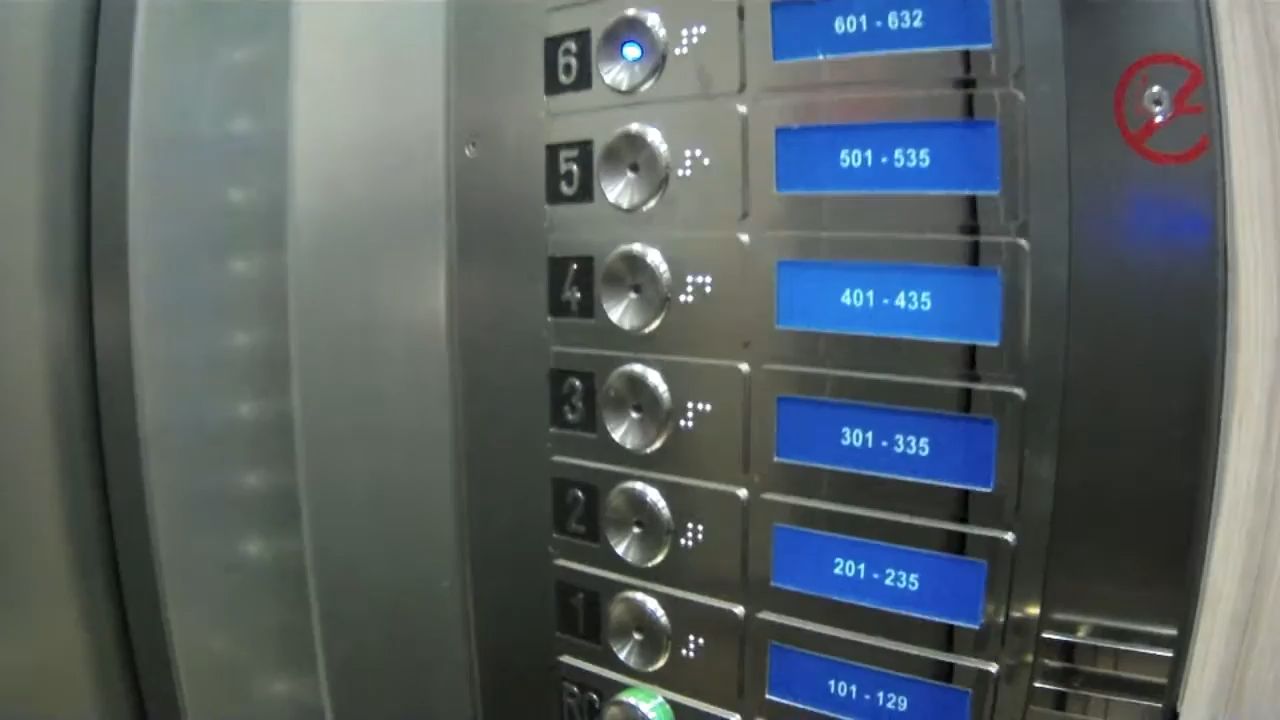 6 601 - 632
5 501 - 535
4 401 - 435
3 301 - 335
2 201 - 235
1 101 - 129